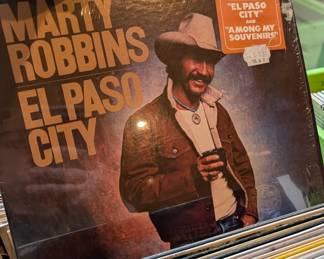 MARTY
ROBBINS
EL PASO
CITY
"EL PASO
CITY"
AND
"AMONG MY
SOUVENIRS"